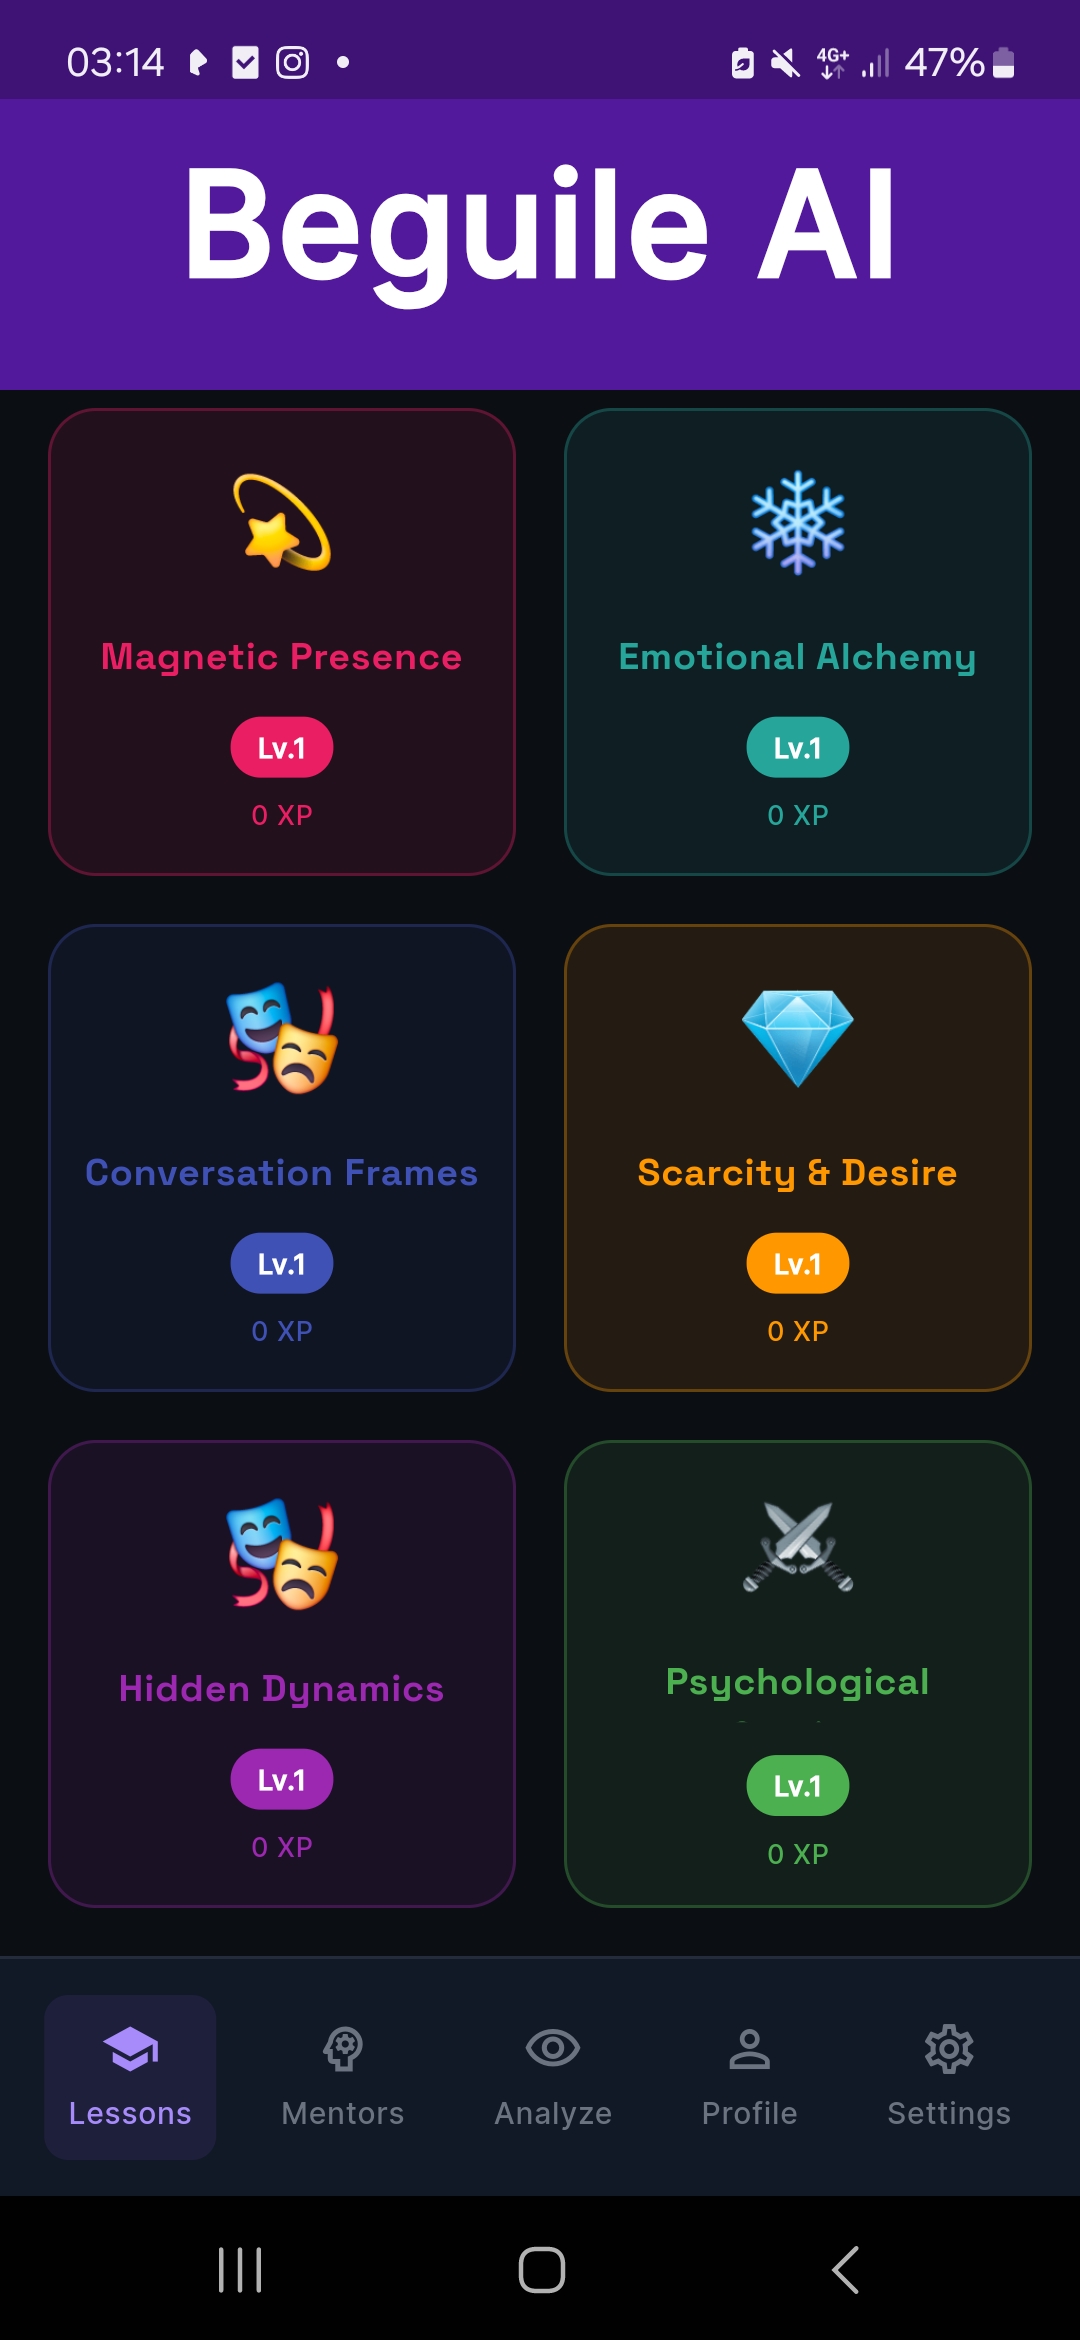 03:14
4G+
47%
Beguile AI
Magnetic Presence
Lv.1
0 XP
Emotional Alchemy
Lv.1
0 XP
Conversation Frames
Lv.1
0 XP
Scarcity & Desire
Lv.1
0 XP
Hidden Dynamics
Lv.1
0 XP
Psychological
Lv.1
0 XP
Lessons
Mentors
Analyze
Profile
Settings